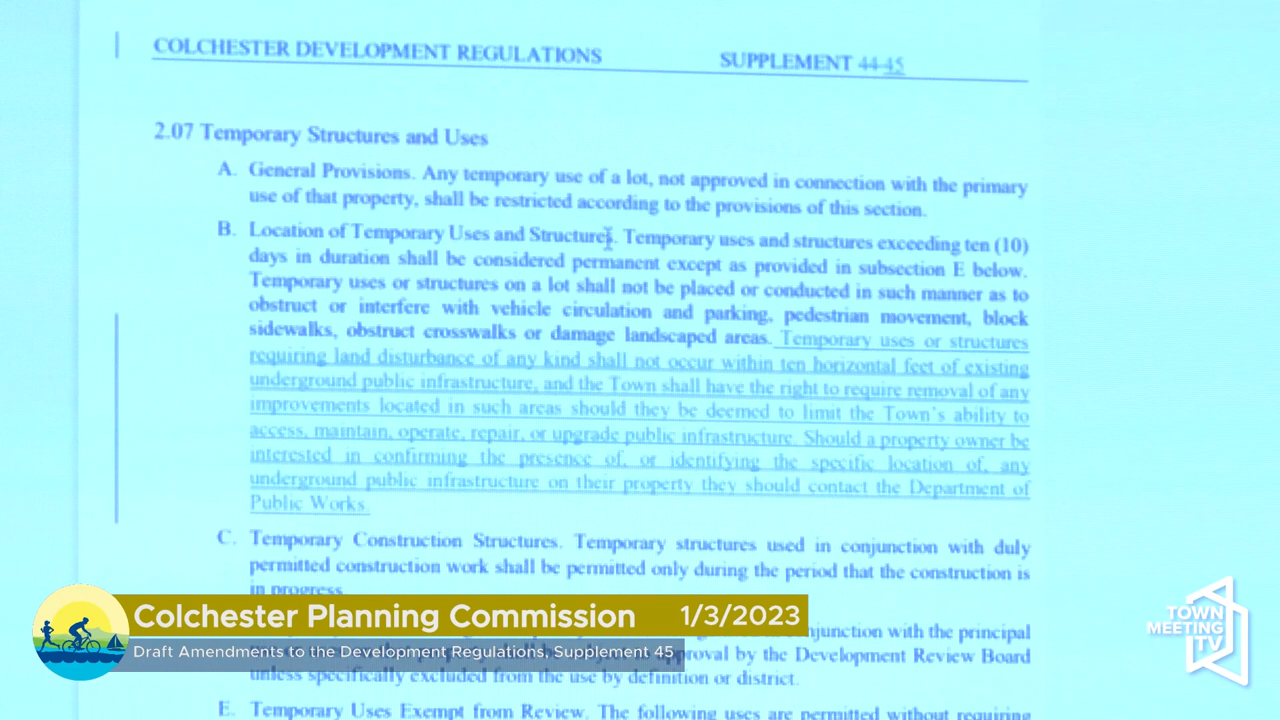 COLCHESTER DEVELOPMENT REGULATIONS SUPPLEMENT 44-45
2.07 Temporary Structures and Uses
A. General Provisions. Any temporary use of a lot, not approved in connection with the primary
use of that property, shall be restricted according to the provisions of this section.
B. Location of Temporary Uses and Structures. Temporary uses and structures exceeding ten (10)
days in duration shall be considered permanent except as provided in subsection E below.
Temporary uses or structures on a lot shall not be placed or conducted in such manner as to
obstruct or interfere with vehicle circulation and parking, pedestrian movement, block
sidewalks, obstruct crosswalks or damage landscaped areas. Temporary uses or structures
requiring land disturbance of any kind shall not occur within ten horizontal feet of existing
underground public infrastructure, and the Town shall have the right to require removal of any
improvements located in such areas should they be deemed to limit the Town's ability to
access, maintain, operate, repair, or upgrade public infrastructure. Should a property owner be
interested in confirming the presence of, or identifying the specific location of, any
underground public infrastructure on their property they should contact the Department of
Public Works.
C. Temporary Construction Structures. Temporary structures used in conjunction with duly
permitted construction work shall be permitted only during the period that the construction is
in progress.
Colchester Planning Commission 1/3/2023
njunction with the principal
Draft Amendments to the Development Regulations, Supplement 45
proval by the Development Review Board
unless specifically excluded from the use by definition or district.
E. Temporary Uses Exempt from Review. The following uses are permitted without requiring
TOWN
MEETING
TV